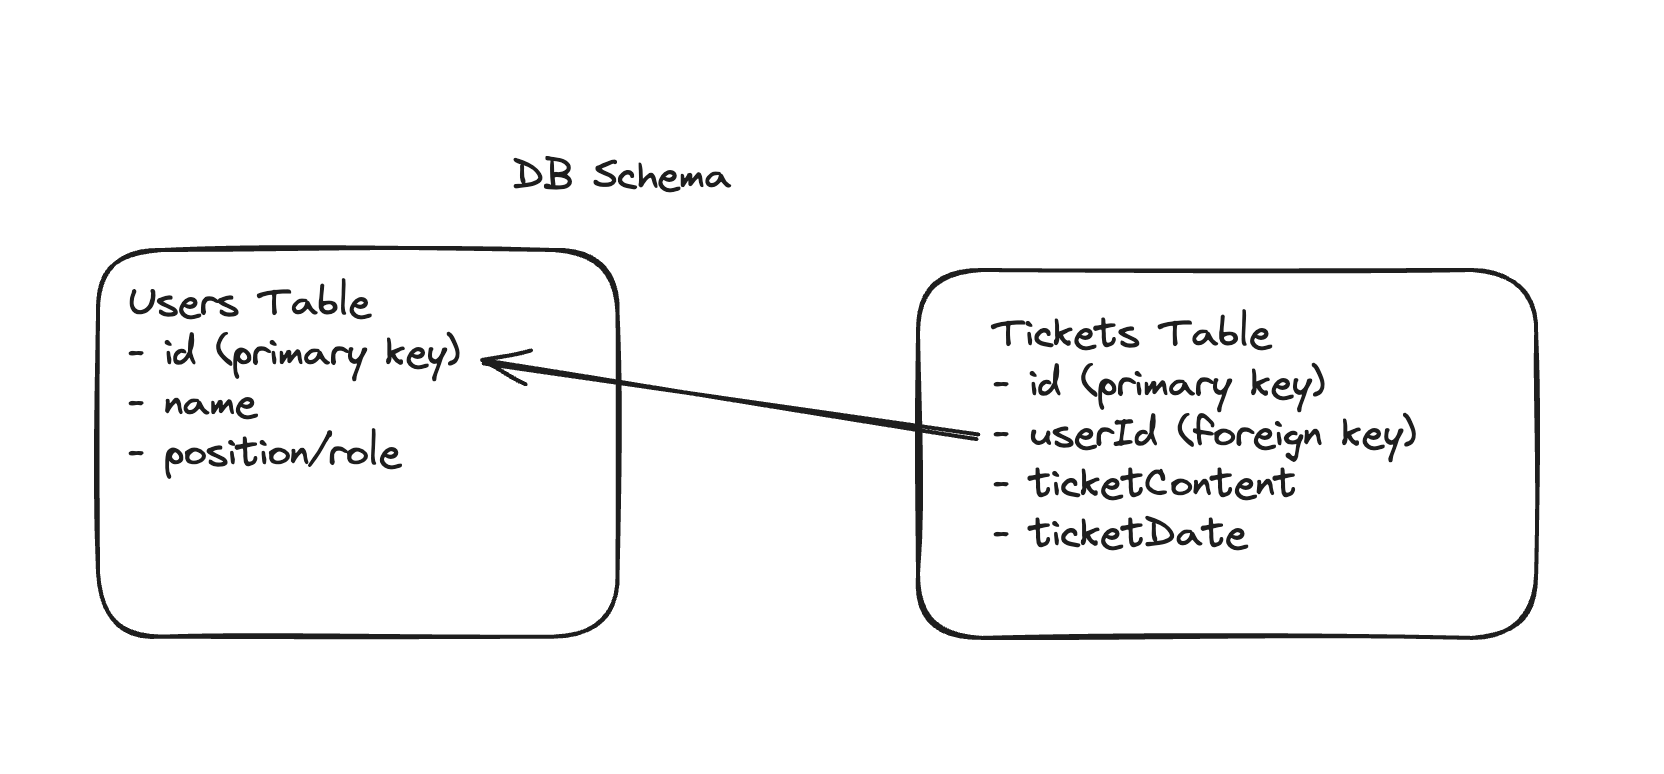 DB Schema
Users Table
- id (primary key)
- name
- position/role
Tickets Table
- id (primary key)
- userId (foreign key)
- ticketContent
- ticketDate